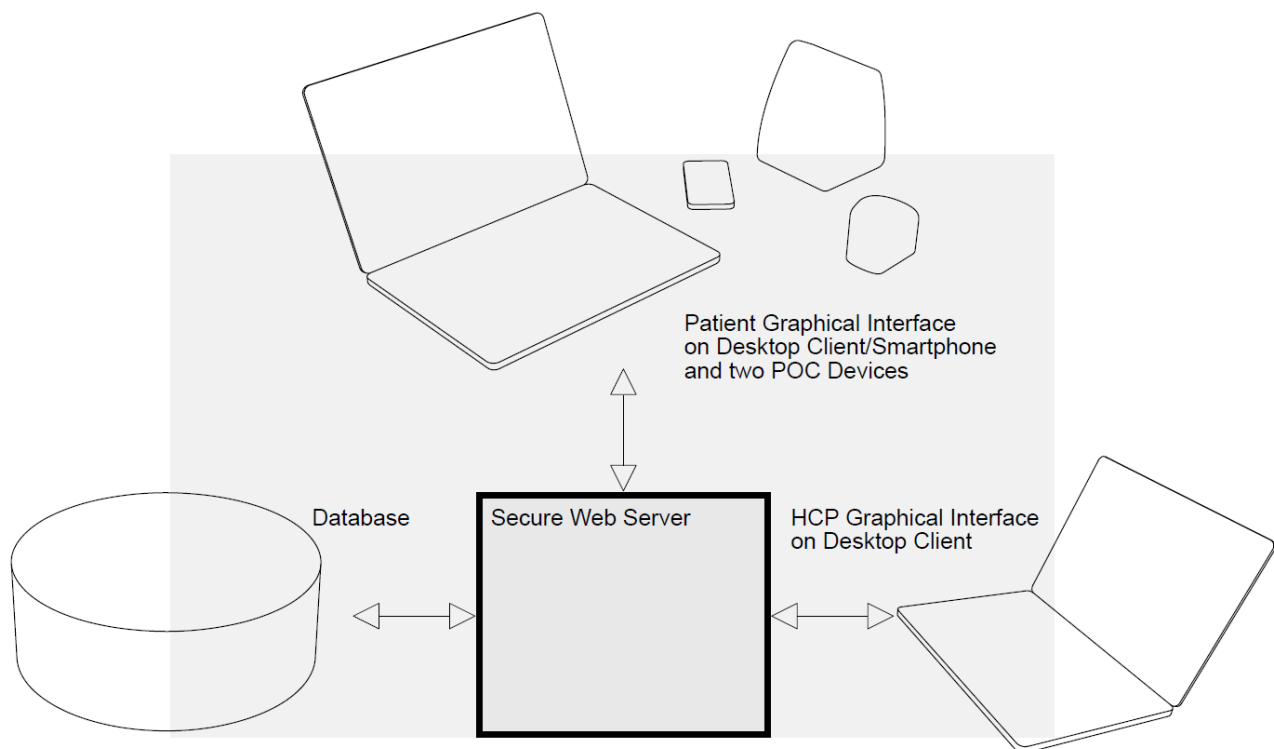 Patient Graphical Interface
on Desktop Client/Smartphone
and two POC Devices
Database
Secure Web Server
HCP Graphical Interface
on Desktop Client